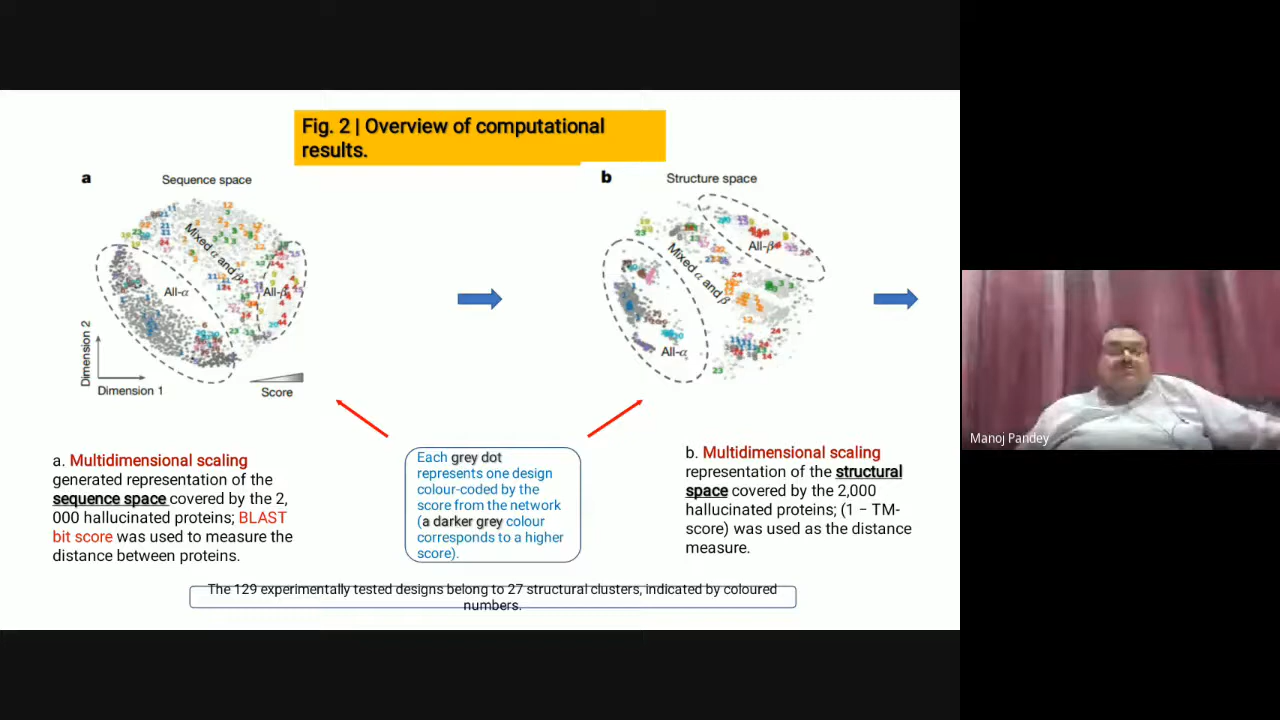 Fig. 2 | Overview of computational
results.
a
Sequence space
Mixed α and β
All-α
All-β
Dimension 2
Dimension 1
Score
b
Structure space
All-β
Mixed α and β
All-α
a. Multidimensional scaling
generated representation of the
sequence space covered by the 2,
000 hallucinated proteins; BLAST
bit score was used to measure the
distance between proteins.
Each grey dot
represents one design
colour-coded by the
score from the network
(a darker grey colour
corresponds to a higher
score).
b. Multidimensional scaling
representation of the structural
space covered by the 2,000
hallucinated proteins; (1 − TM-
score) was used as the distance
measure.
The 129 experimentally tested designs belong to 27 structural clusters, indicated by coloured
numbers.
Manoj Pandey